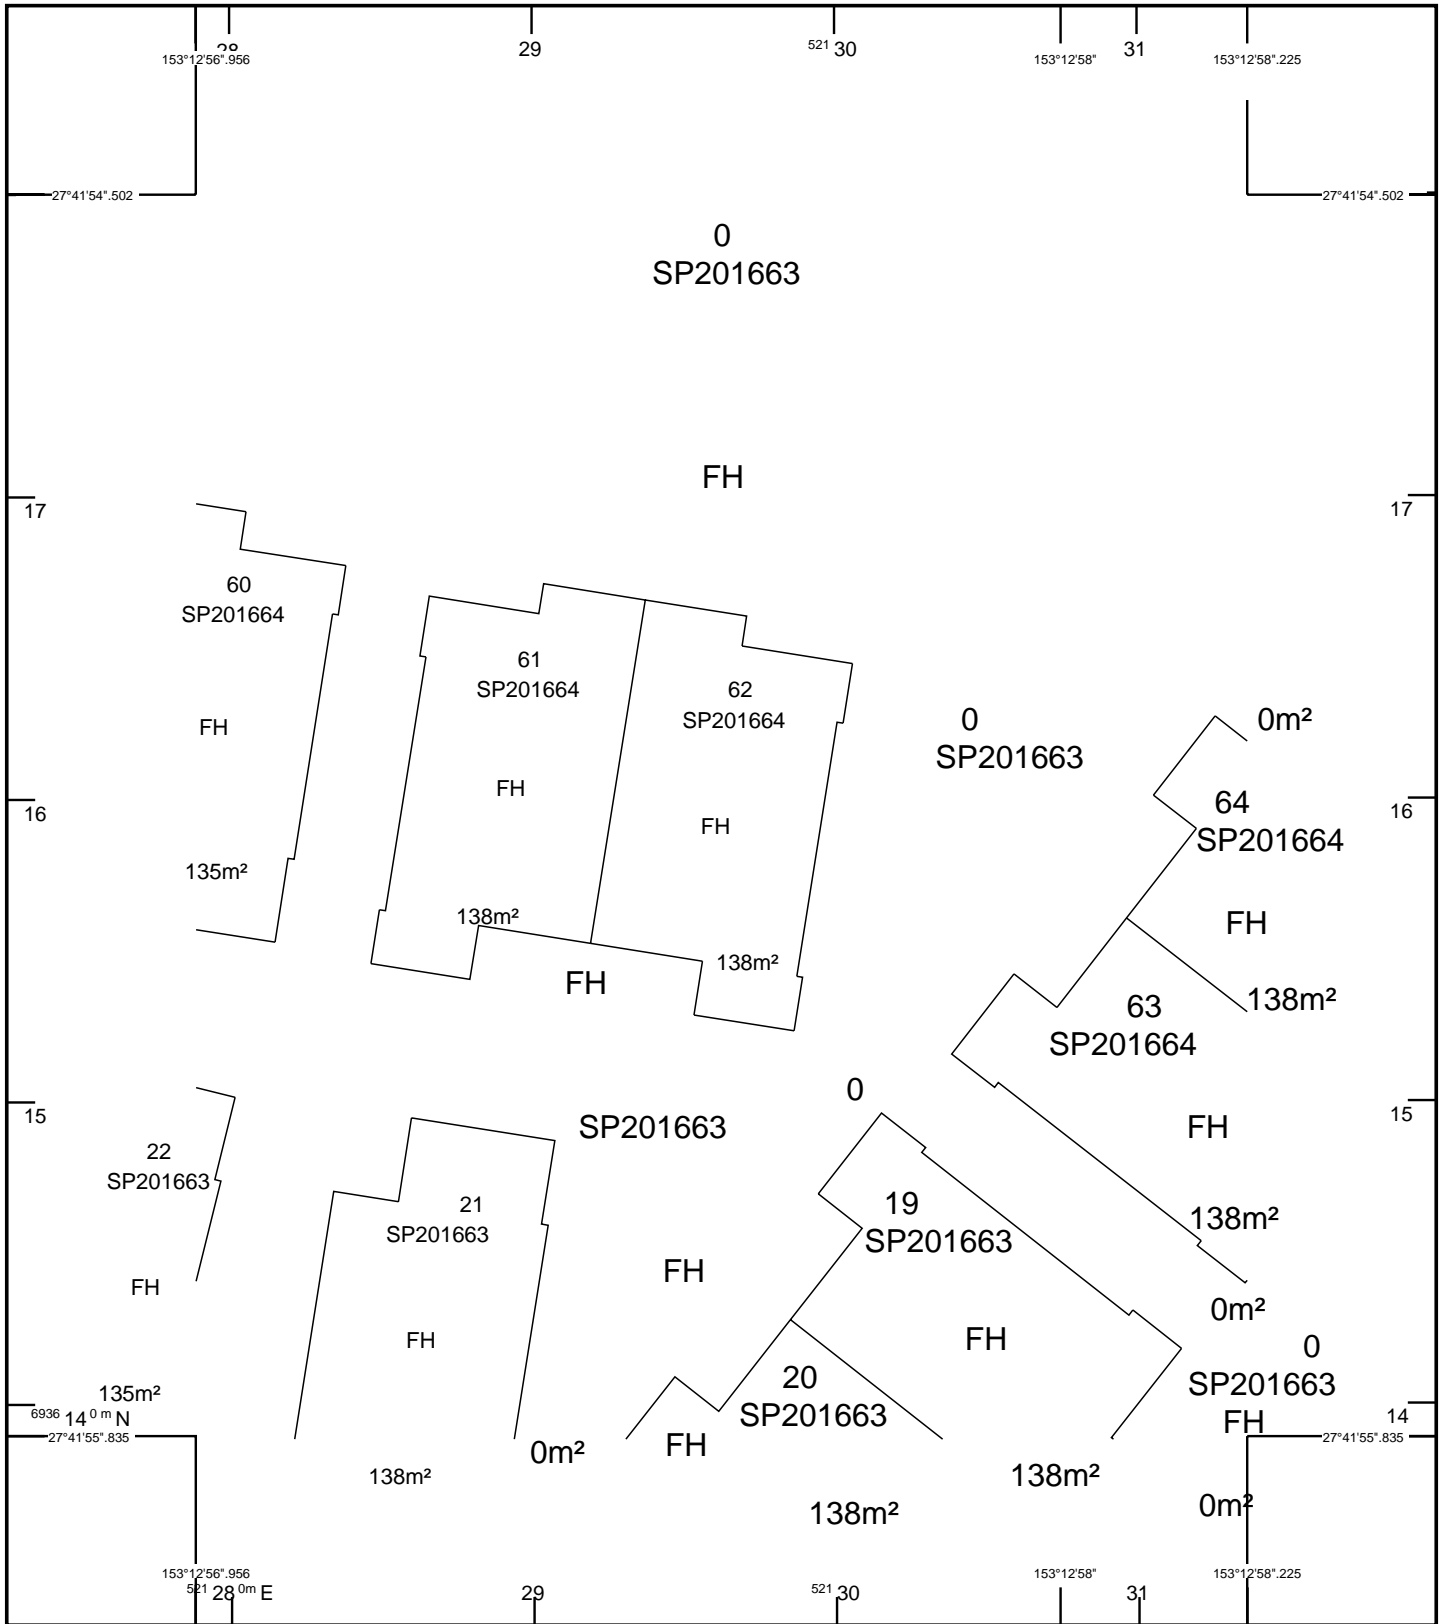 28
29
521 30
31
153°12'56".956
153°12'58"
153°12'58".225
27°41'54".502
27°41'54".502
0
SP201663
FH
17
17
60
SP201664
FH
135m²
61
SP201664
FH
138m²
62
SP201664
FH
138m²
0
SP201663
0m²
64
SP201664
FH
138m²
16
16
FH
63
SP201664
FH
138m²
0m²
15
15
0
SP201663
FH
22
SP201663
FH
135m²
21
SP201663
FH
138m²
19
SP201663
FH
138m²
20
SP201663
FH
138m²
0m²
0
SP201663
FH
0m²
6936 14 0 m N
14
27°41'55".835
27°41'55".835
153°12'56".956
153°12'58"
153°12'58".225
521 28 0m E
29
521 30
31